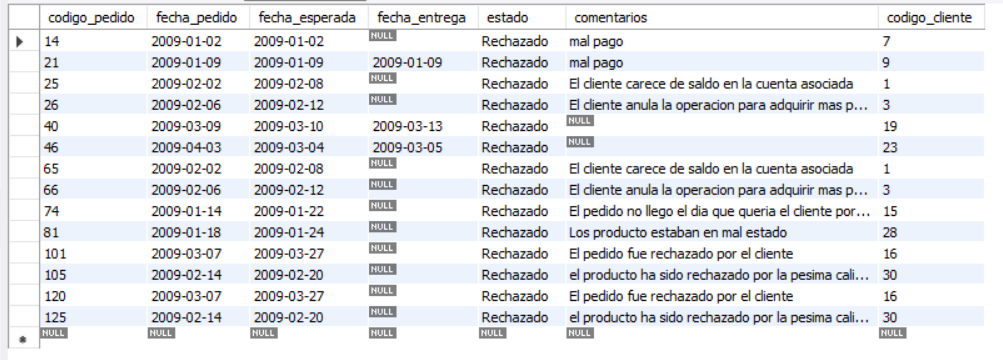 codigo_pedido fecha_pedido fecha_esperada fecha_entrega estado comentarios codigo_cliente
14 2009-01-02 2009-01-02 NULL Rechazado mal pago 7
21 2009-01-09 2009-01-09 2009-01-09 Rechazado mal pago 9
25 2009-02-02 2009-02-08 NULL Rechazado El cliente carece de saldo en la cuenta asociada 1
26 2009-02-06 2009-02-12 NULL Rechazado El cliente anula la operacion para adquirir mas p... 3
40 2009-03-09 2009-03-10 2009-03-13 Rechazado NULL 19
46 2009-04-03 2009-03-04 2009-03-05 Rechazado NULL 23
65 2009-02-02 2009-02-08 NULL Rechazado El cliente carece de saldo en la cuenta asociada 1
66 2009-02-06 2009-02-12 NULL Rechazado El cliente anula la operacion para adquirir mas p... 3
74 2009-01-14 2009-01-22 NULL Rechazado El pedido no llego el dia que queria el cliente por... 15
81 2009-01-18 2009-01-24 NULL Rechazado Los producto estaban en mal estado 28
101 2009-03-07 2009-03-27 NULL Rechazado El pedido fue rechazado por el cliente 16
105 2009-02-14 2009-02-20 NULL Rechazado el producto ha sido rechazado por la pesima cali... 30
120 2009-03-07 2009-03-27 NULL Rechazado El pedido fue rechazado por el cliente 16
125 2009-02-14 2009-02-20 NULL Rechazado el producto ha sido rechazado por la pesima cali... 30
NULL NULL NULL NULL NULL NULL NULL